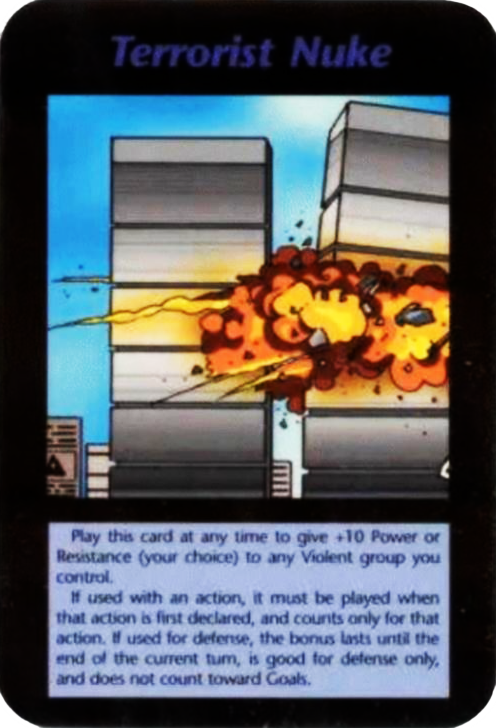 Terrorist Nuke
Play this card at any time to give +10 Power or
Resistance (your choice) to any Violent group you
control.
If used with an action, it must be played when
that action is first declared, and counts only for that
action. If used for defense, the bonus lasts until the
end of the current turn, is good for defense only,
and does not count toward Goals.